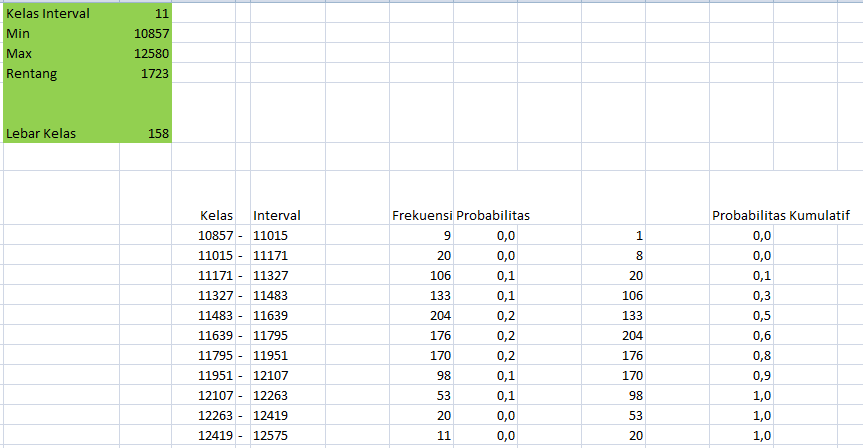 Kelas Interval 11
Min 10857
Max 12580
Rentang 1723
Lebar Kelas 158
Kelas Interval Frekuensi Probabilitas Probabilitas Kumulatif
10857 - 11015 9 0,0 1 0,0
11015 - 11171 20 0,0 8 0,0
11171 - 11327 106 0,1 20 0,1
11327 - 11483 133 0,1 106 0,3
11483 - 11639 204 0,2 133 0,5
11639 - 11795 176 0,2 204 0,6
11795 - 11951 170 0,2 176 0,8
11951 - 12107 98 0,1 170 0,9
12107 - 12263 53 0,1 98 1,0
12263 - 12419 20 0,0 53 1,0
12419 - 12575 11 0,0 20 1,0